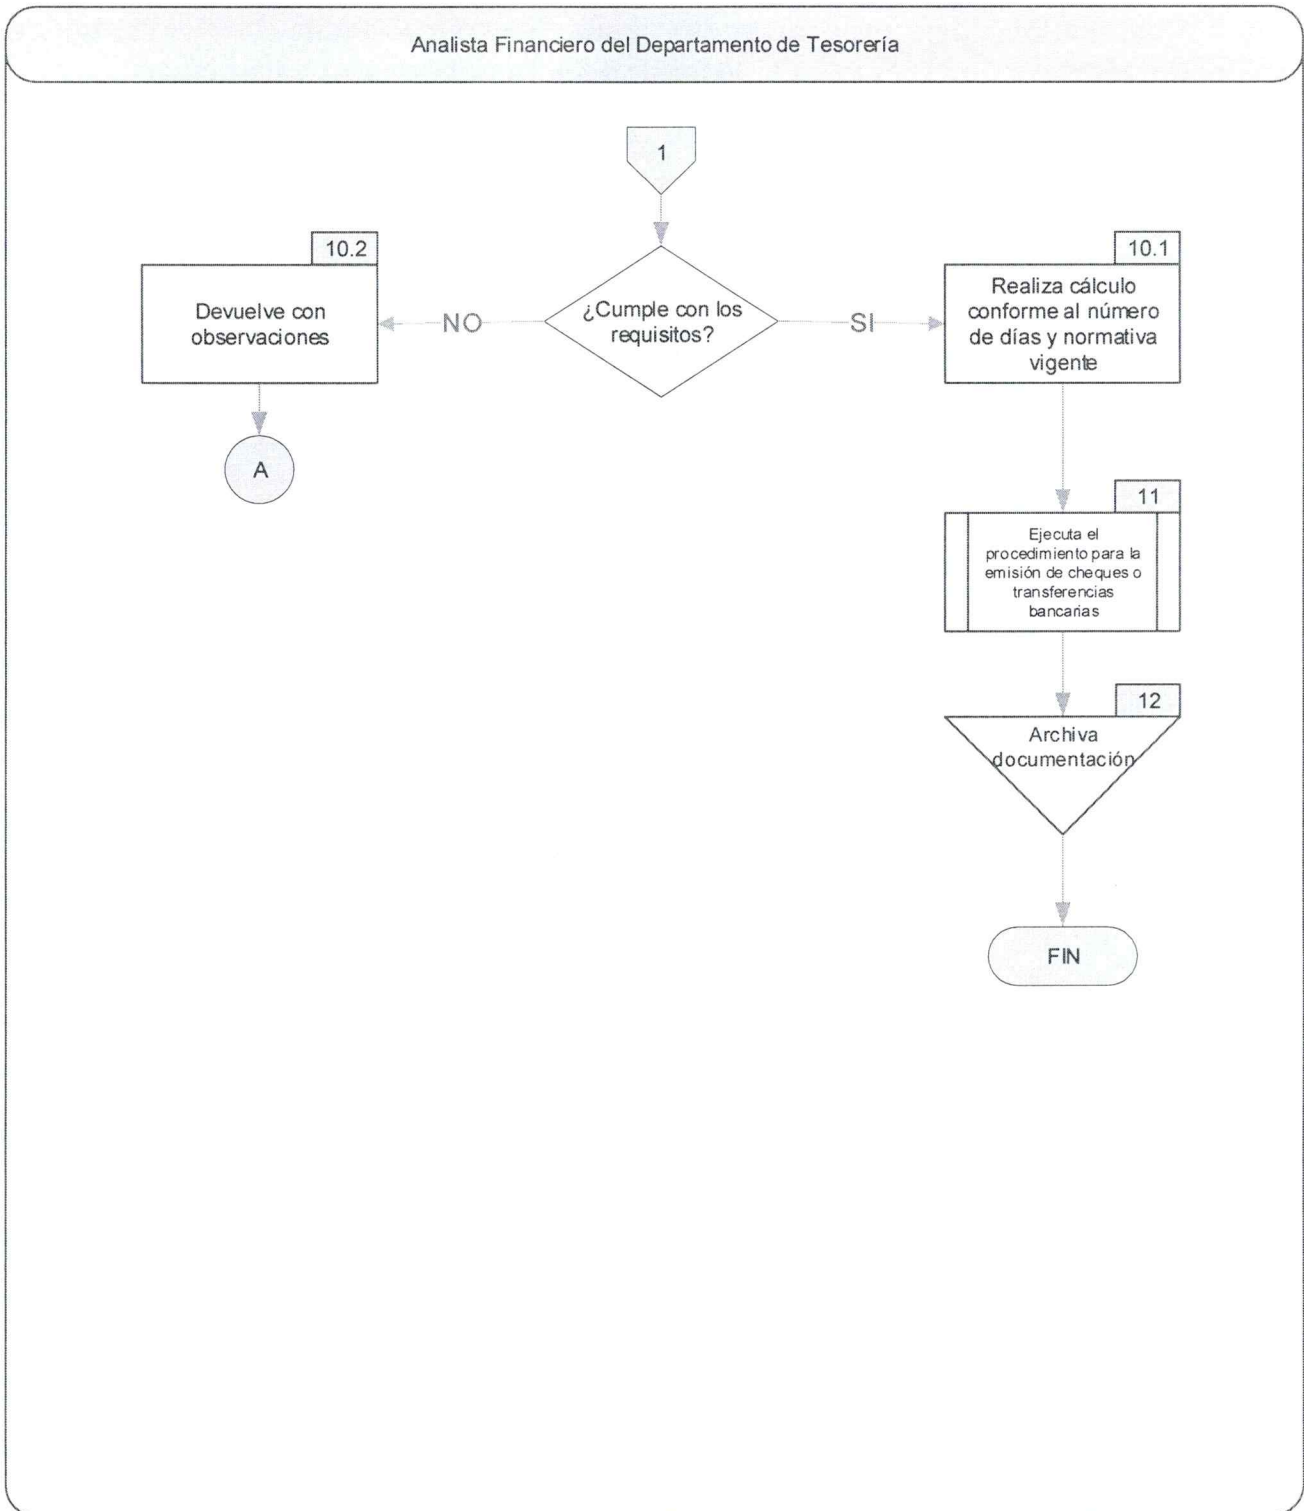 Analista Financiero del Departamento de Tesorería
1
10.2
Devuelve con
observaciones
NO
¿Cumple con los
requisitos?
SI
10.1
Realiza cálculo
conforme al número
de días y normativa
vigente
A
11
Ejecuta el
procedimiento para la
emisión de cheques o
transferencias
bancarias
12
Archiva
documentación
FIN